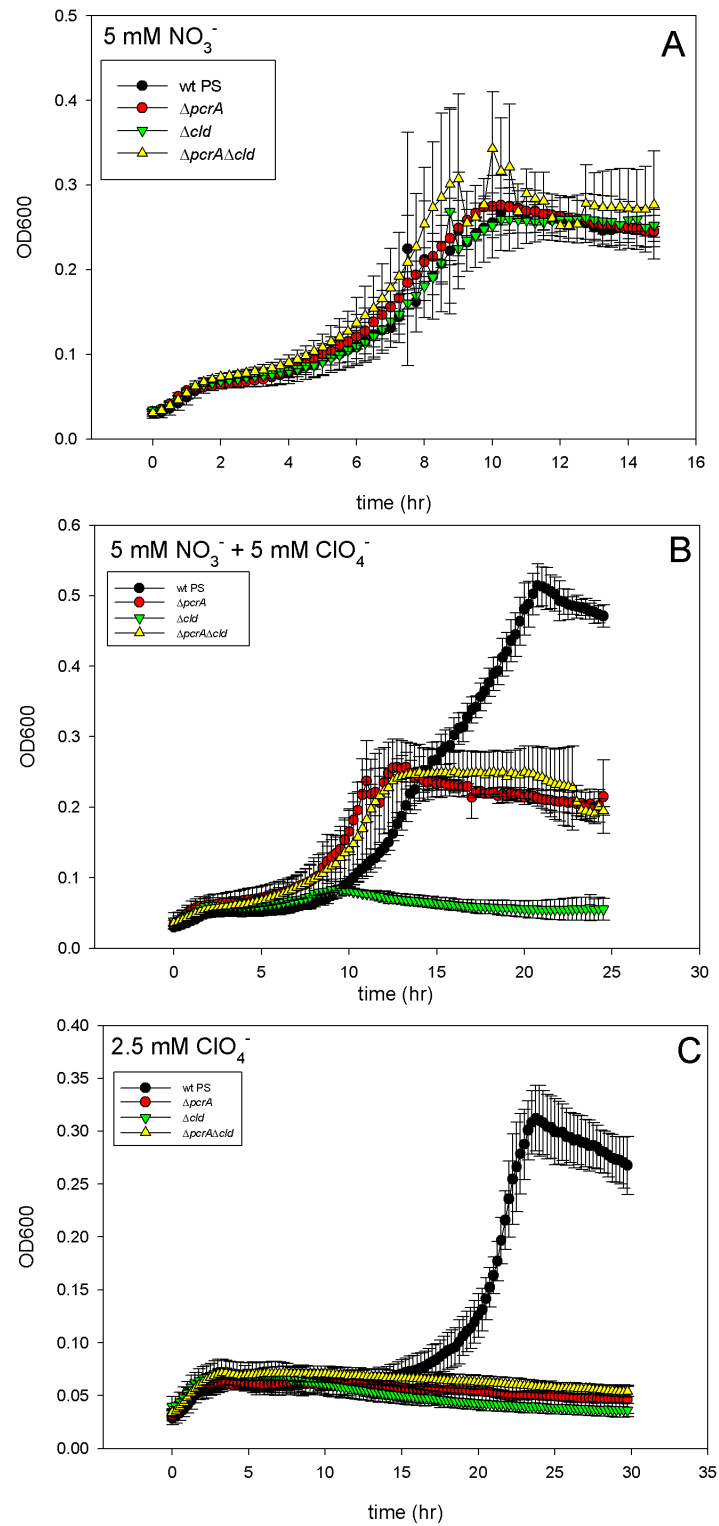 5 mM NO₃⁻
A
wt PS
ΔpcrA
Δcld
ΔpcrAΔcld
OD600
0.5
0.4
0.3
0.2
0.1
0.0
0 2 4 6 8 10 12 14 16
time (hr)
5 mM NO₃⁻ + 5 mM ClO₄⁻
B
wt PS
ΔpcrA
Δcld
ΔpcrAΔcld
OD600
0.6
0.5
0.4
0.3
0.2
0.1
0.0
0 5 10 15 20 25 30
time (hr)
2.5 mM ClO₄⁻
C
wt PS
ΔpcrA
Δcld
ΔpcrAΔcld
OD600
0.40
0.35
0.30
0.25
0.20
0.15
0.10
0.05
0.00
0 5 10 15 20 25 30 35
time (hr)